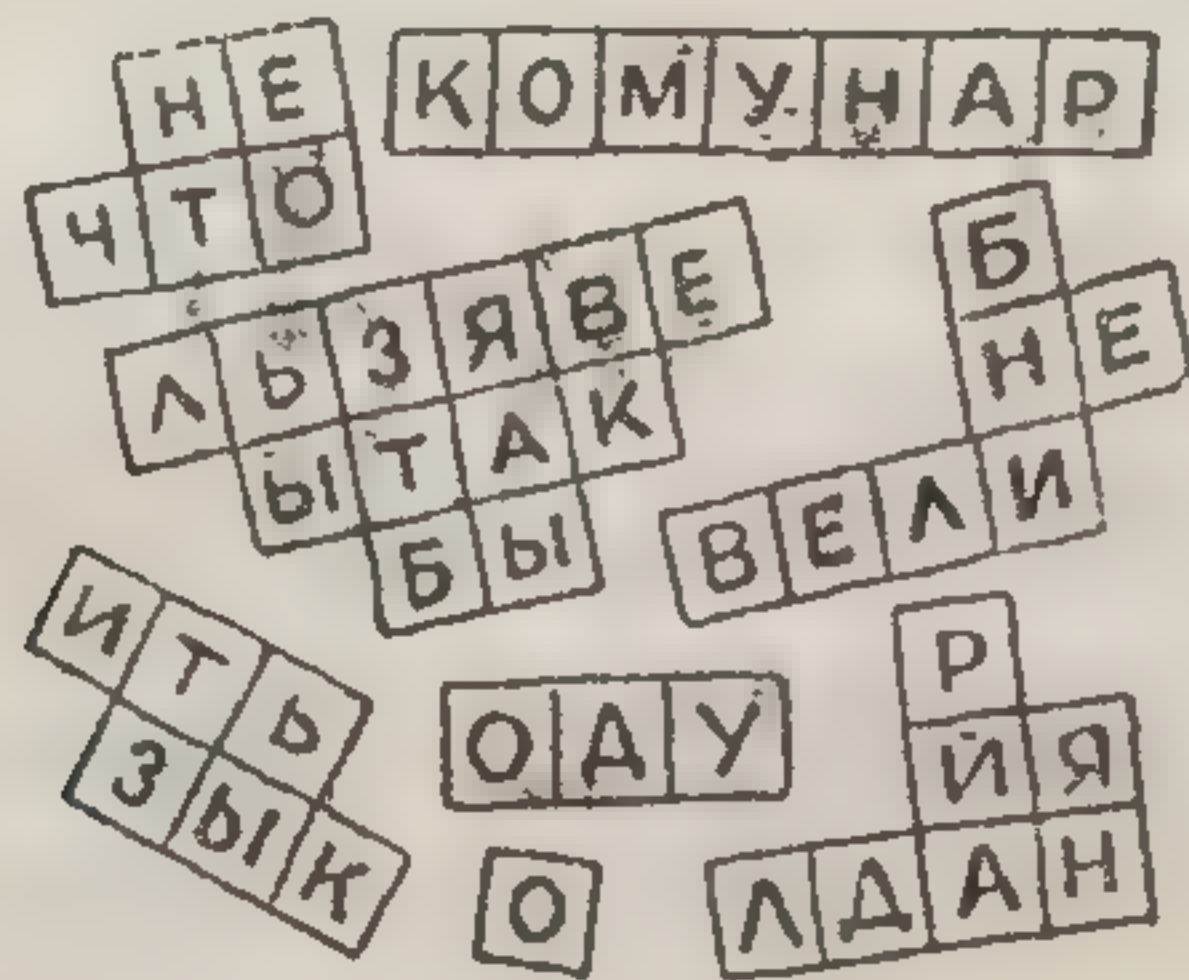 НЕ
ЧТО
КОМУНАР
ЛЬЗЯВЕ
ЫТАК
БЫ
Б
НЕ
ВЕЛИ
ИТЬ
ЗЫК
ОДУ
О
Р
ЙЯ
ЛДАН